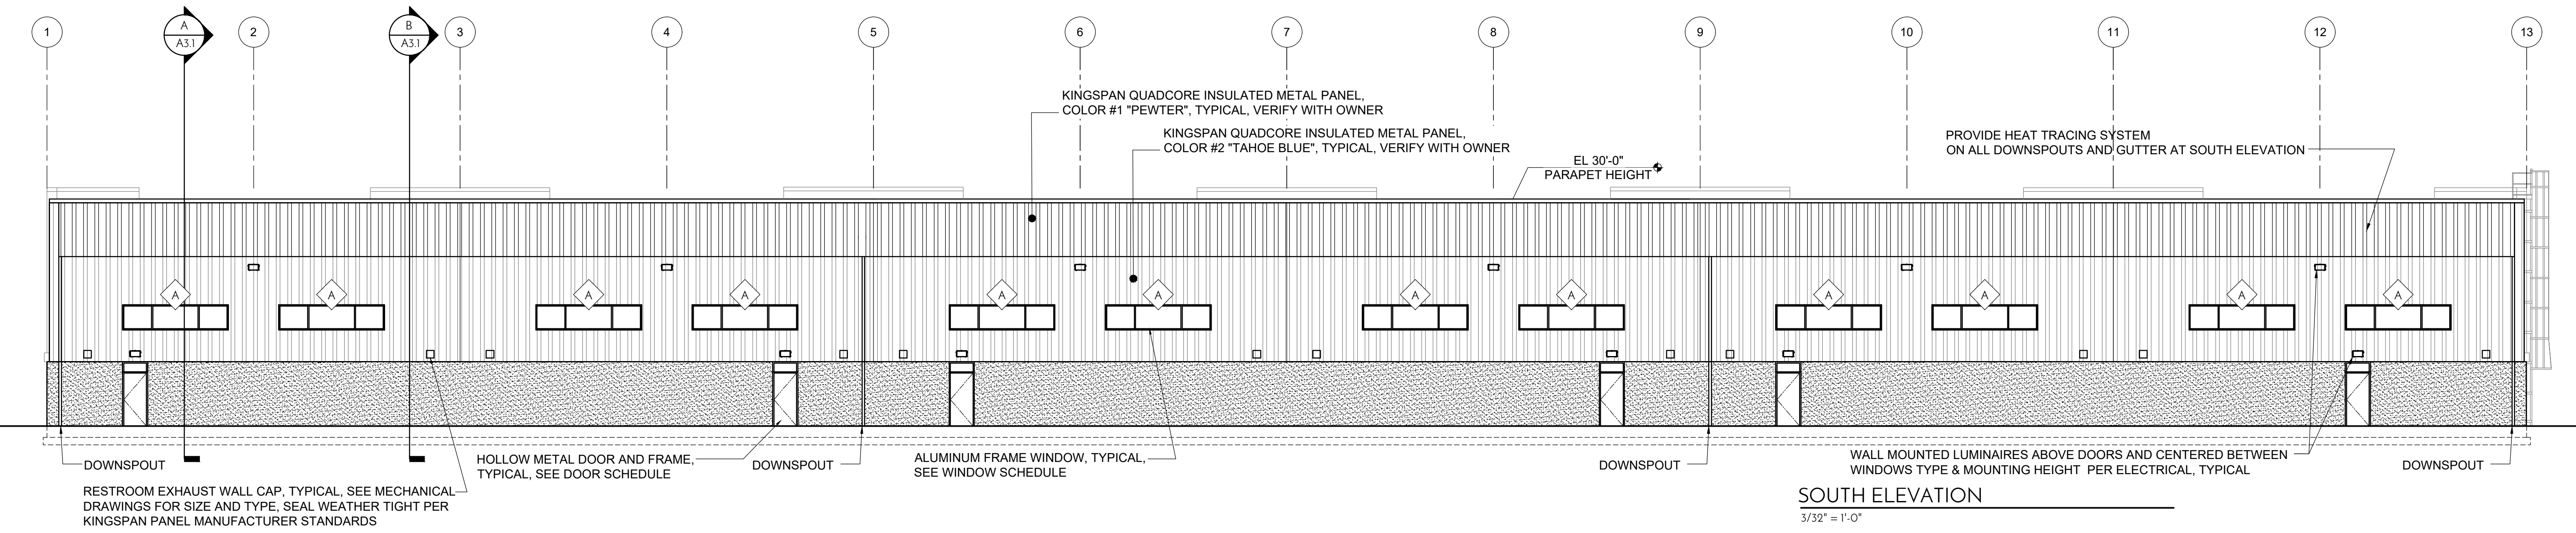 1
A
A3.1
2
B
A3.1
3
4
5
6
7
8
9
10
11
12
13
KINGSPAN QUADCORE INSULATED METAL PANEL,
COLOR #1 "PEWTER", TYPICAL, VERIFY WITH OWNER
KINGSPAN QUADCORE INSULATED METAL PANEL,
COLOR #2 "TAHOE BLUE", TYPICAL, VERIFY WITH OWNER
EL 30'-0"
PARAPET HEIGHT
PROVIDE HEAT TRACING SYSTEM
ON ALL DOWNSPOUTS AND GUTTER AT SOUTH ELEVATION
A
A
A
A
A
A
A
A
A
A
A
A
DOWNSPOUT
RESTROOM EXHAUST WALL CAP, TYPICAL, SEE MECHANICAL
DRAWINGS FOR SIZE AND TYPE, SEAL WEATHER TIGHT PER
KINGSPAN PANEL MANUFACTURER STANDARDS
HOLLOW METAL DOOR AND FRAME,
TYPICAL, SEE DOOR SCHEDULE
DOWNSPOUT
ALUMINUM FRAME WINDOW, TYPICAL,
SEE WINDOW SCHEDULE
DOWNSPOUT
WALL MOUNTED LUMINAIRES ABOVE DOORS AND CENTERED BETWEEN
WINDOWS TYPE & MOUNTING HEIGHT PER ELECTRICAL, TYPICAL
DOWNSPOUT
SOUTH ELEVATION
3/32" = 1'-0"